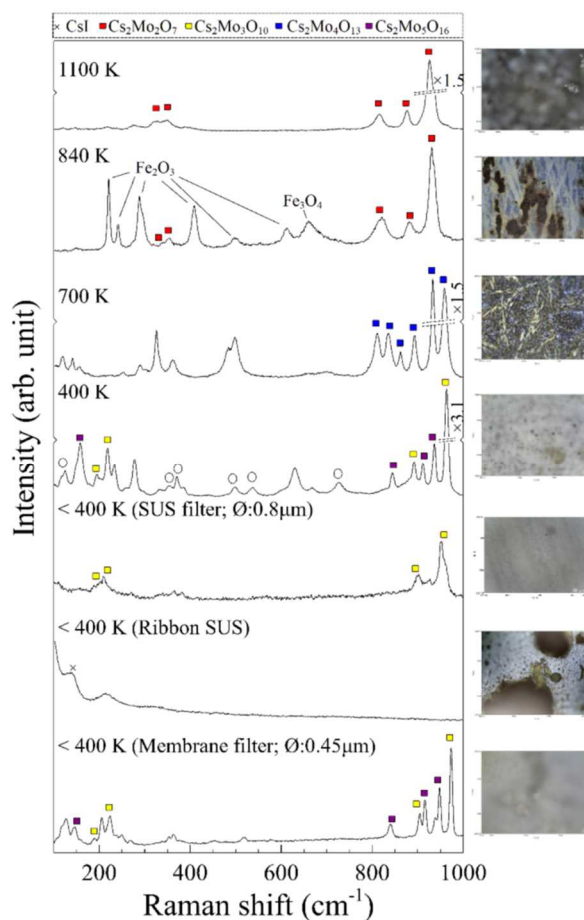 × CsI Cs₂Mo₂O₇ Cs₂Mo₃O₁₀ Cs₂Mo₄O₁₃ Cs₂Mo₅O₁₆
1100 K
×1.5
840 K
Fe₂O₃
Fe₃O₄
700 K
×1.5
400 K
×3.1
< 400 K (SUS filter; Ø:0.8μm)
< 400 K (Ribbon SUS)
×
< 400 K (Membrane filter; Ø:0.45μm)
Intensity (arb. unit)
200 400 600 800 1000
Raman shift (cm⁻¹)